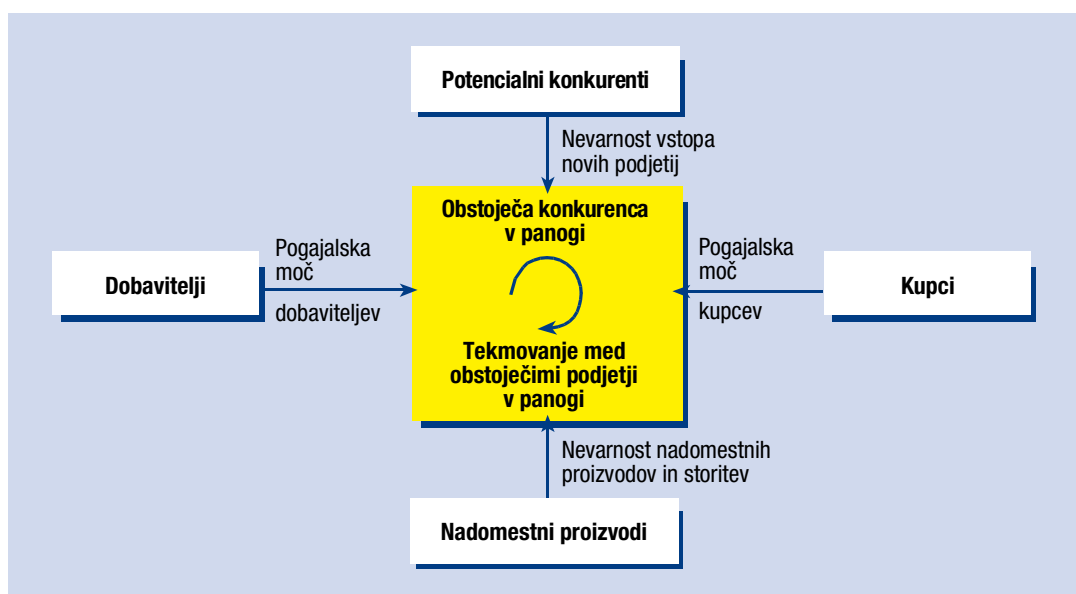 Potencialni konkurenti
Nevarnost vstopa
novih podjetij
Obstoječa konkurenca
v panogi
Dobavitelji
Pogajalska
moč
dobaviteljev
Pogajalska
moč
kupcev
Kupci
Tekmovanje med
obstoječimi podjetji
v panogi
Nevarnost nadomestnih
proizvodov in storitev
Nadomestni proizvodi